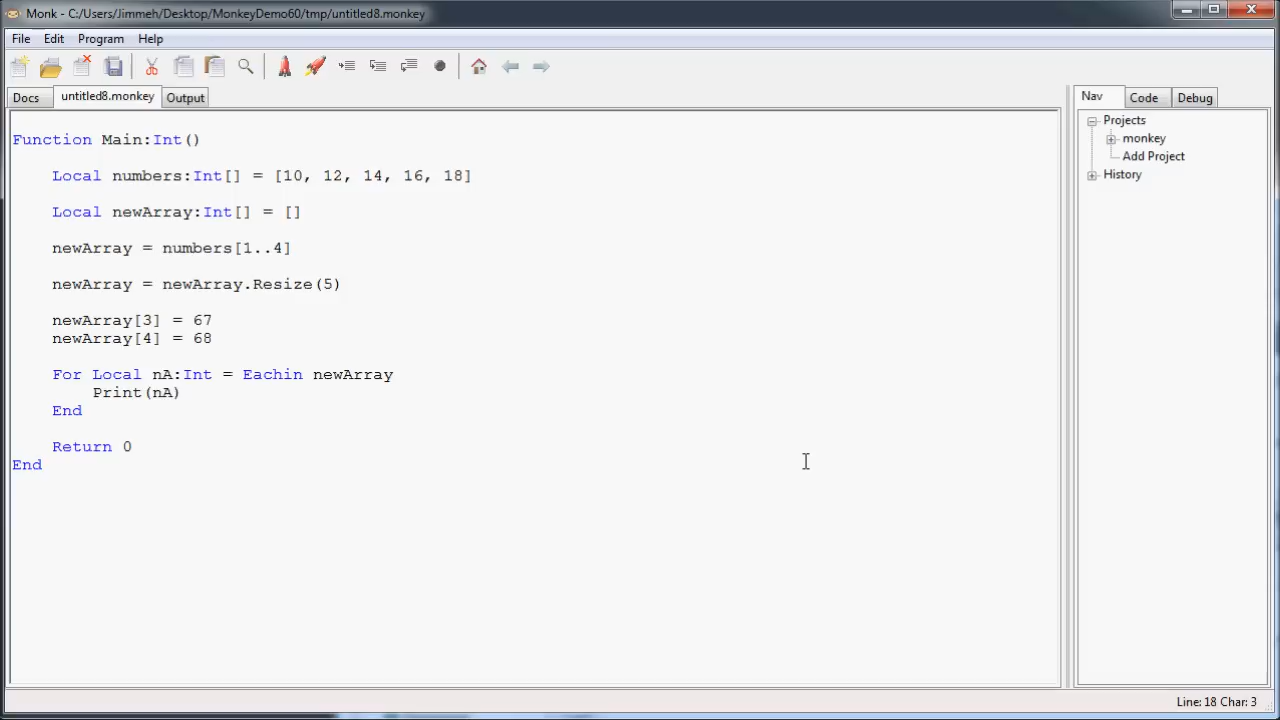 Monk - C:/Users/Jimmeh/Desktop/MonkeyDemo60/tmp/untitled8.monkey
File Edit Program Help
Docs untitled8.monkey Output
Nav Code Debug
Function Main:Int()
Local numbers:Int[] = [10, 12, 14, 16, 18]
Local newArray:Int[] = []
newArray = numbers[1..4]
newArray = newArray.Resize(5)
newArray[3] = 67
newArray[4] = 68
For Local nA:Int = Eachin newArray
Print(nA)
End
Return 0
End
Projects
monkey
Add Project
History
Line: 18 Char: 3